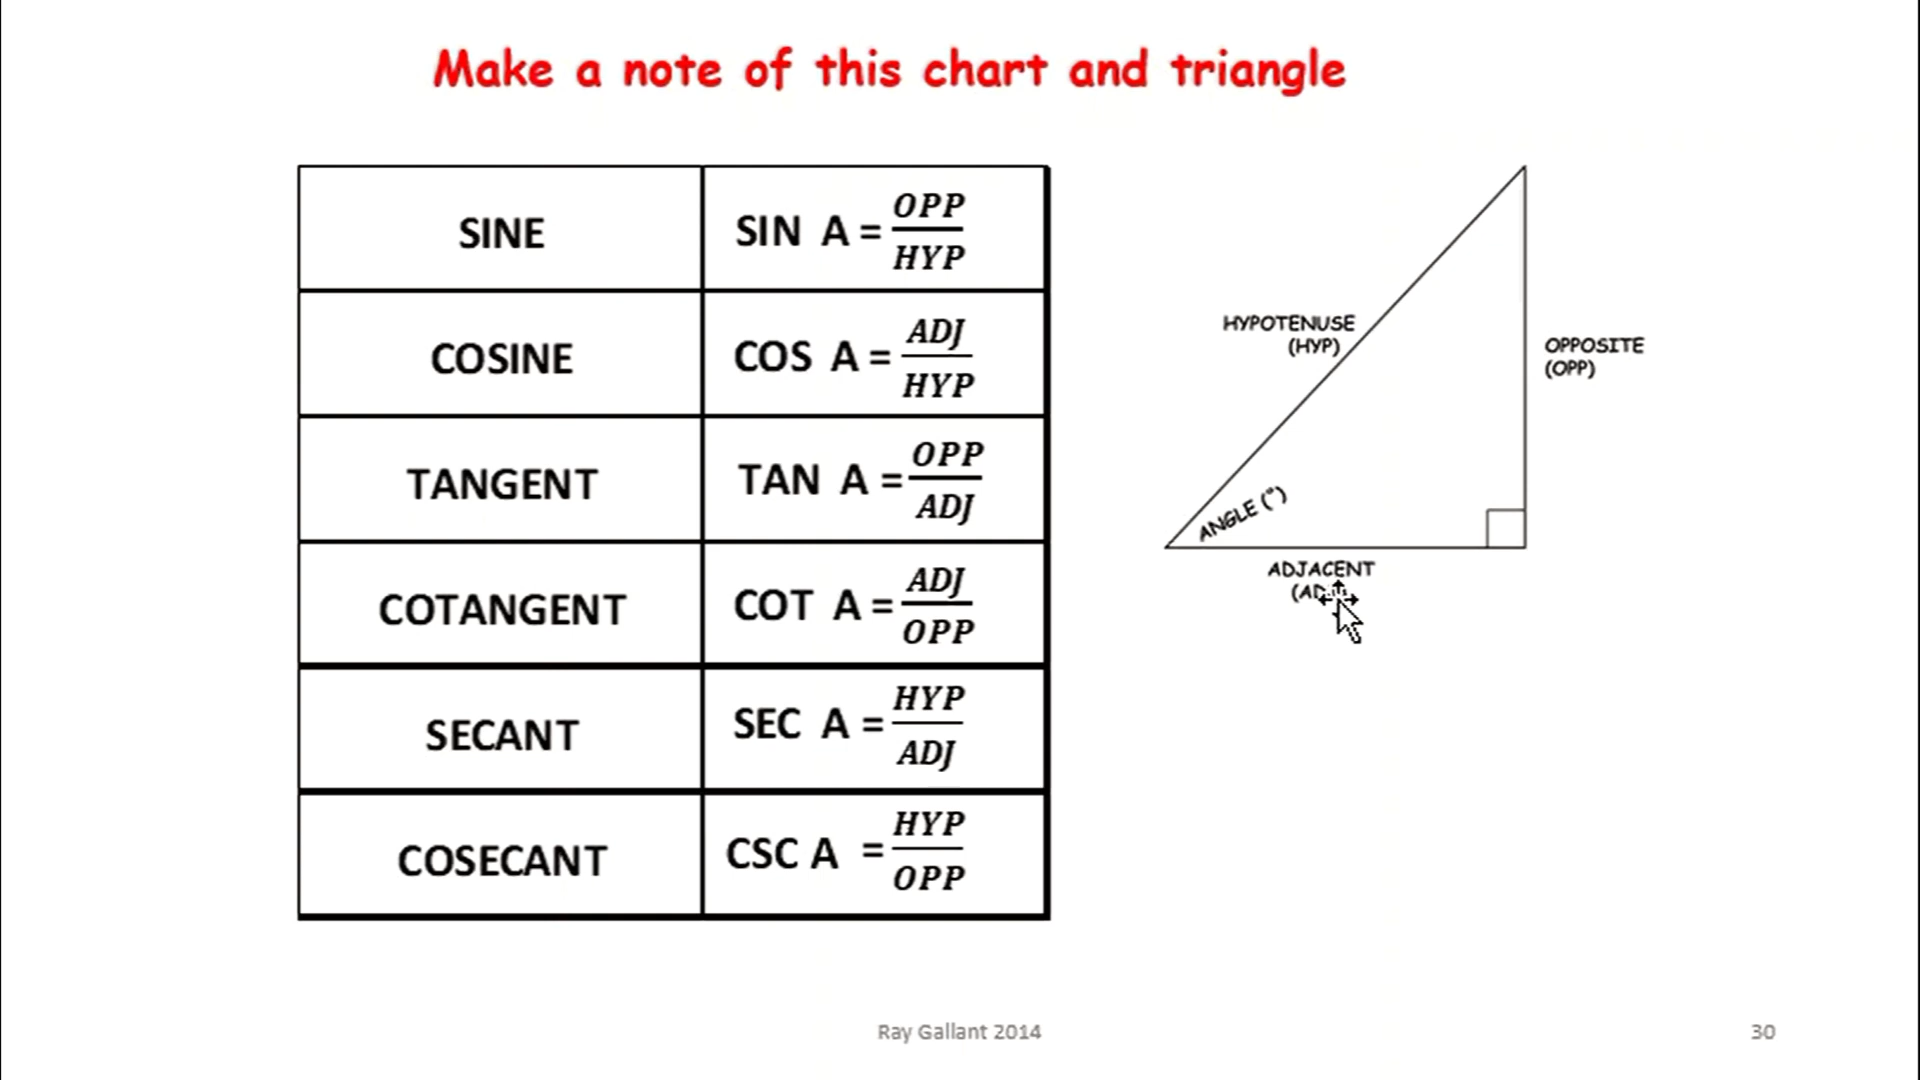 Make a note of this chart and triangle
SINE
SIN A = OPP/HYP
COSINE
COS A = ADJ/HYP
TANGENT
TAN A = OPP/ADJ
COTANGENT
COT A = ADJ/OPP
SECANT
SEC A = HYP/ADJ
COSECANT
CSC A = HYP/OPP
HYPOTENUSE
(HYP)
OPPOSITE
(OPP)
ANGLE (°)
ADJACENT
Ray Gallant 2014
30